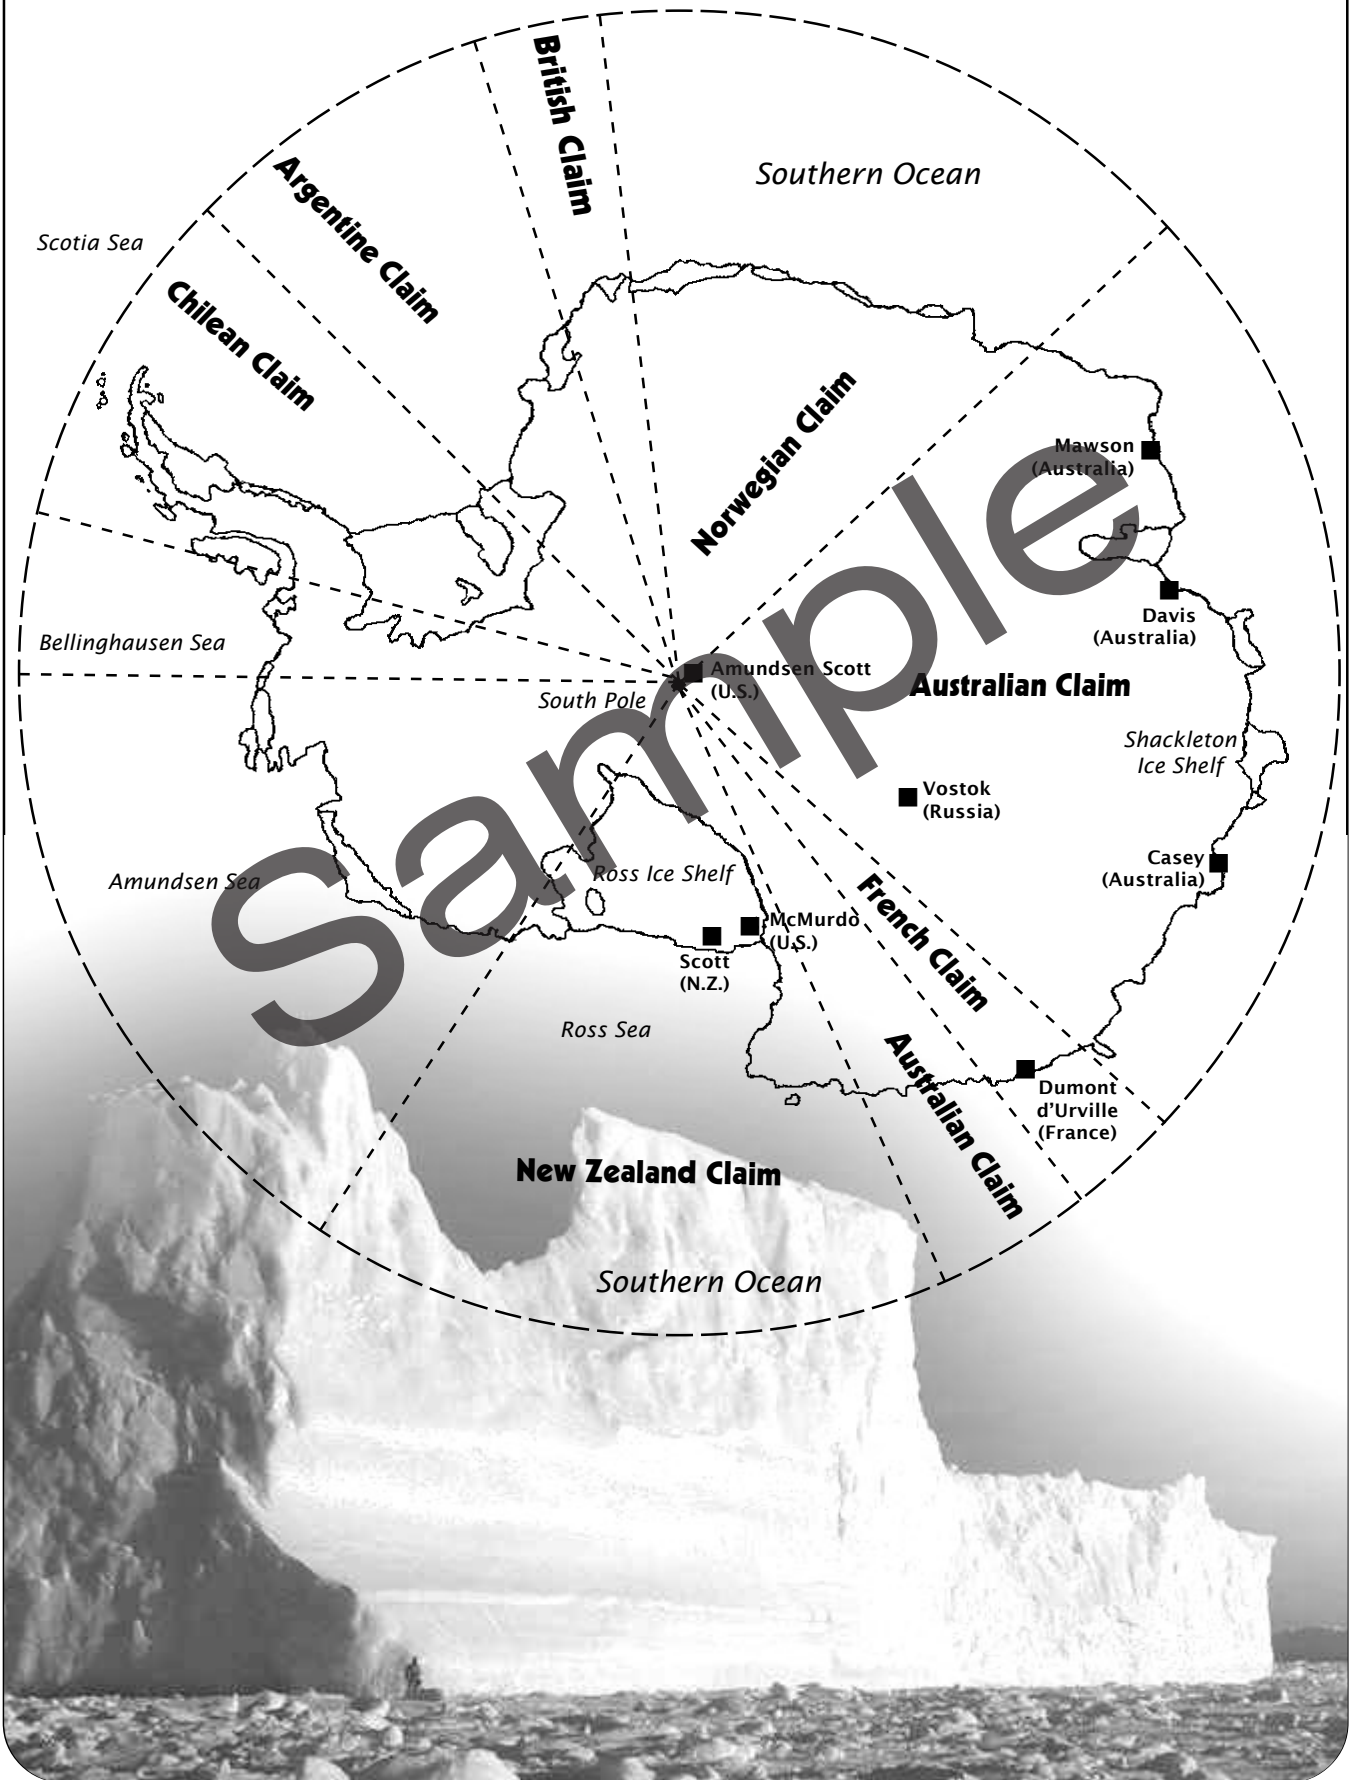 British Claim
Southern Ocean
Argentine Claim
Scotia Sea
Chilean Claim
Norwegian Claim
Mawson
(Australia)
Davis
(Australia)
Bellinghausen Sea
Amundsen Scott
(U.S.)
South Pole
Australian Claim
Shackleton
Ice Shelf
Vostok
(Russia)
Casey
(Australia)
Amundsen Sea
Ross Ice Shelf
French Claim
McMurdo
(U.S.)
Scott
(N.Z.)
Ross Sea
Australian Claim
Dumont
d'Urville
(France)
New Zealand Claim
Southern Ocean
Sample